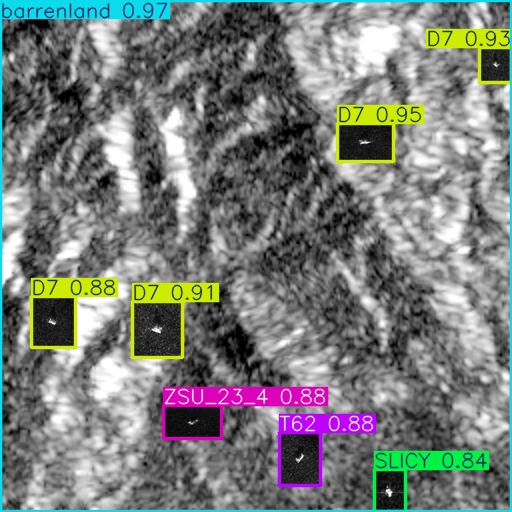 barrenland 0.97
D7 0.93
D7 0.95
D7 0.88
D7 0.91
ZSU_23_4 0.88
T62 0.88
SLICY 0.84